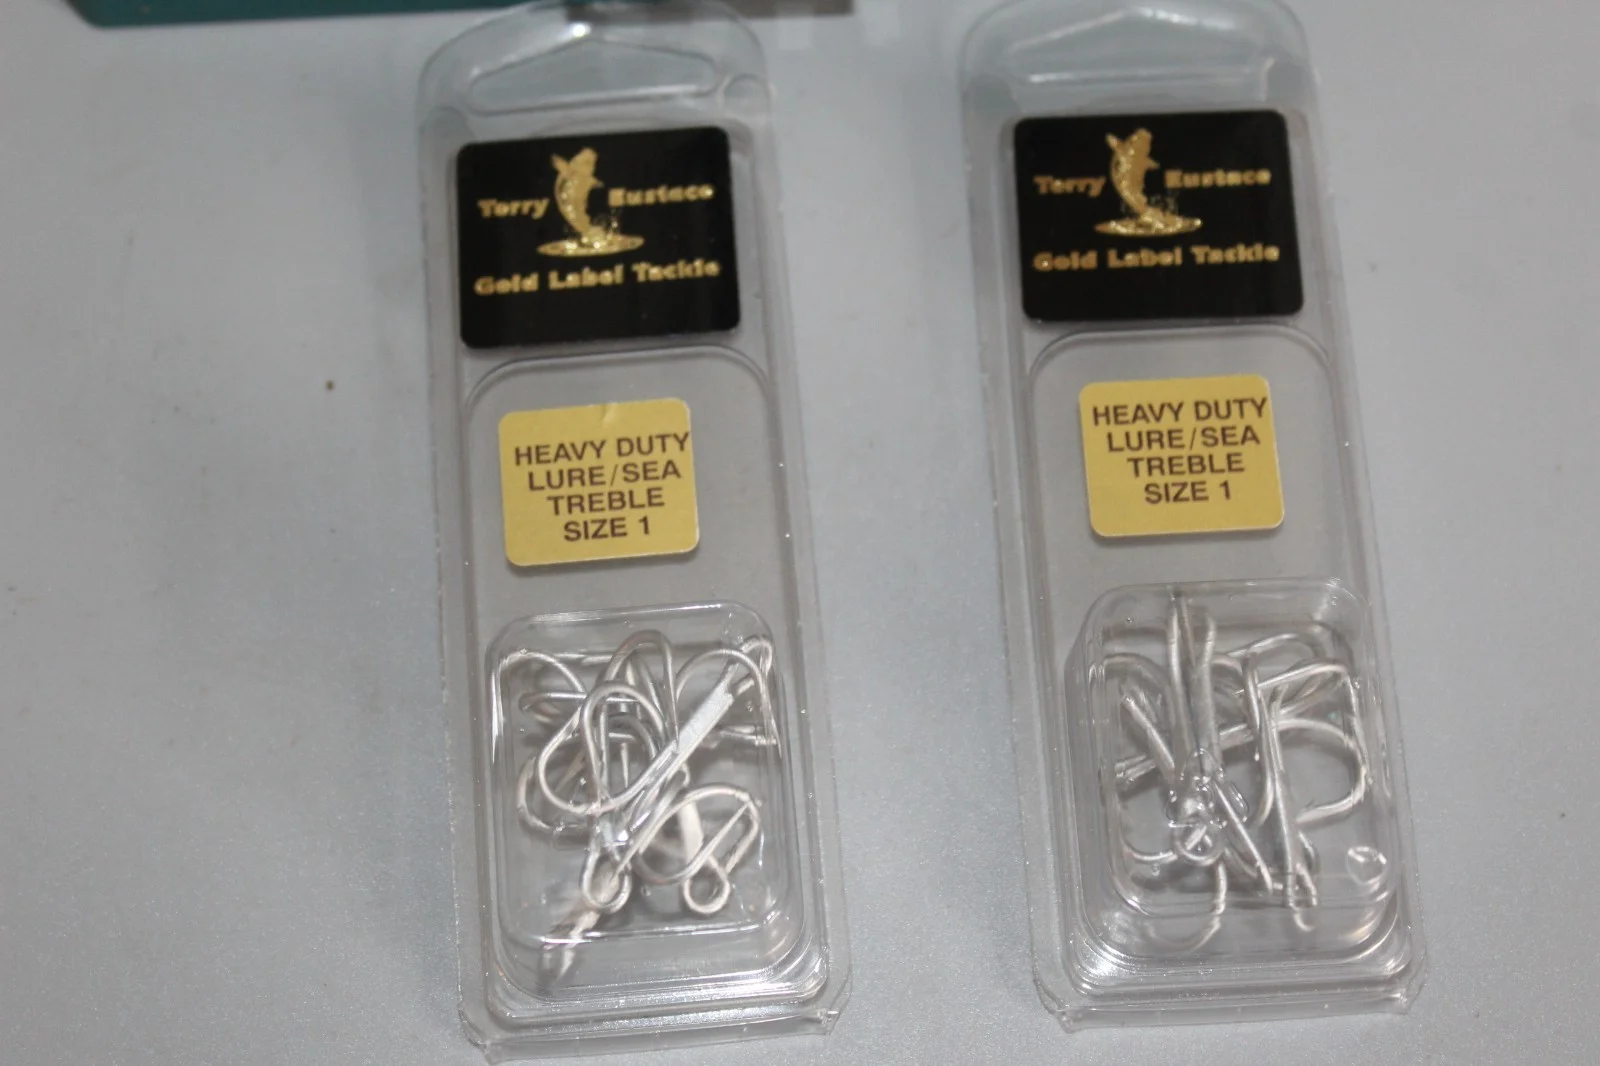 Terry Eustace
Gold Label Tackle
HEAVY DUTY
LURE/SEA
TREBLE
SIZE 1
Terry Eustace
Gold Label Tackle
HEAVY DUTY
LURE/SEA
TREBLE
SIZE 1